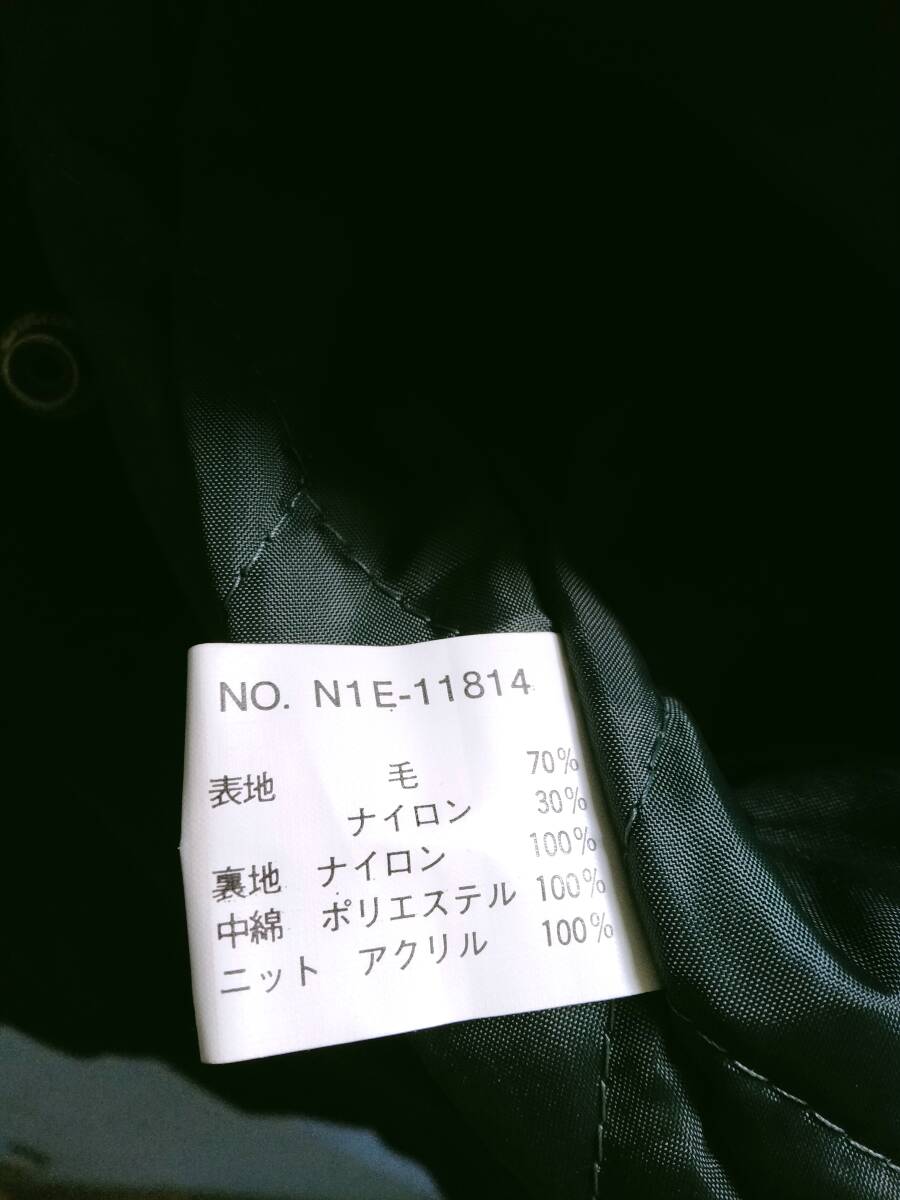 NO. N1E-11814
表地 毛 70%
ナイロン 30%
裏地 ナイロン 100%
中綿 ポリエステル 100%
ニット アクリル 100%